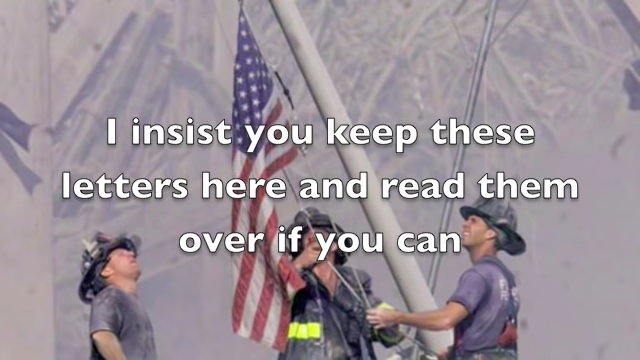 I insist you keep these
letters here and read them
over if you can